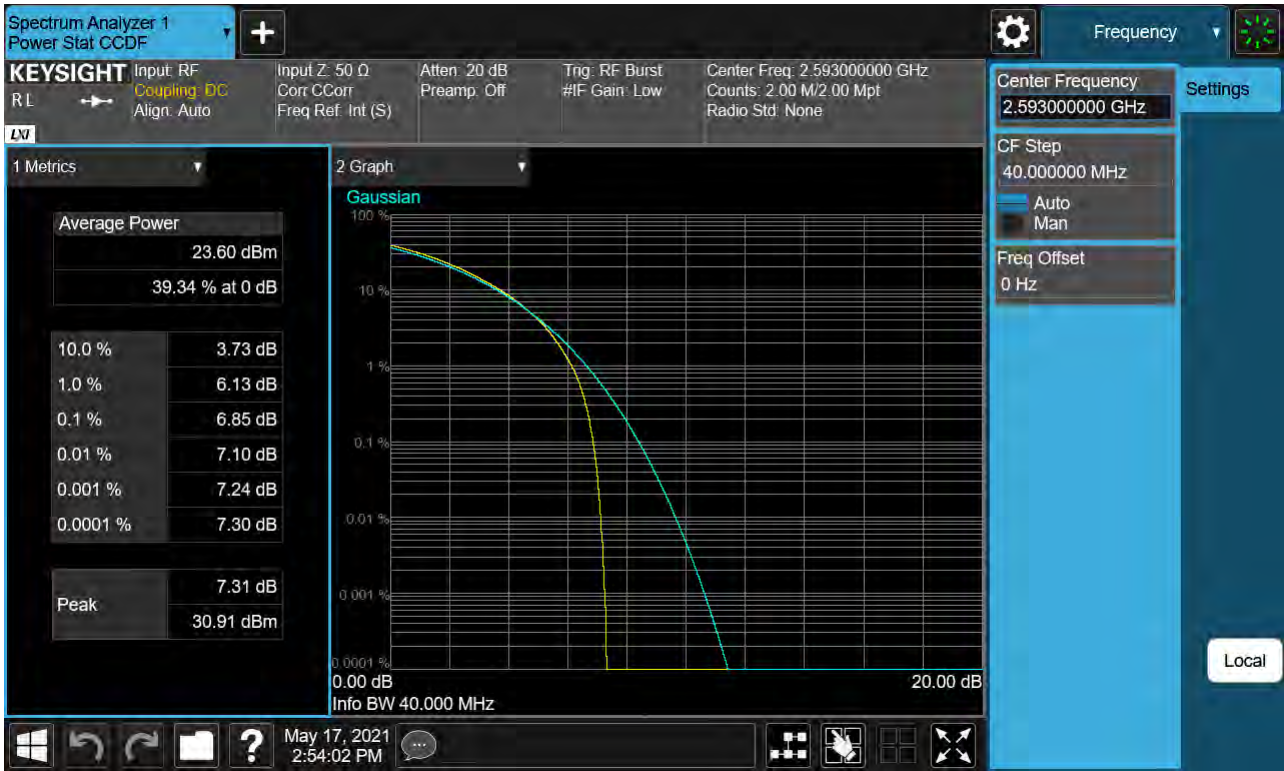 Spectrum Analyzer 1
Power Stat CCDF
+
Frequency
KEYSIGHT
RL
LXI
Input: RF
Coupling: DC
Align: Auto
Input Z: 50 Ω
Corr CCorr
Freq Ref: Int (S)
Atten: 20 dB
Preamp: Off
Trig: RF Burst
#IF Gain: Low
Center Freq: 2.593000000 GHz
Counts: 2.00 M/2.00 Mpt
Radio Std: None
1 Metrics
Average Power
23.60 dBm
39.34 % at 0 dB
10.0 % 3.73 dB
1.0 % 6.13 dB
0.1 % 6.85 dB
0.01 % 7.10 dB
0.001 % 7.24 dB
0.0001 % 7.30 dB
Peak
7.31 dB
30.91 dBm
2 Graph
Gaussian
100 %
10 %
1 %
0.1 %
0.01 %
0.001 %
0.0001 %
0.00 dB 20.00 dB
Info BW 40.000 MHz
Center Frequency
2.593000000 GHz
CF Step
40.000000 MHz
Auto
Man
Freq Offset
0 Hz
Settings
Local
?
May 17, 2021
2:54:02 PM